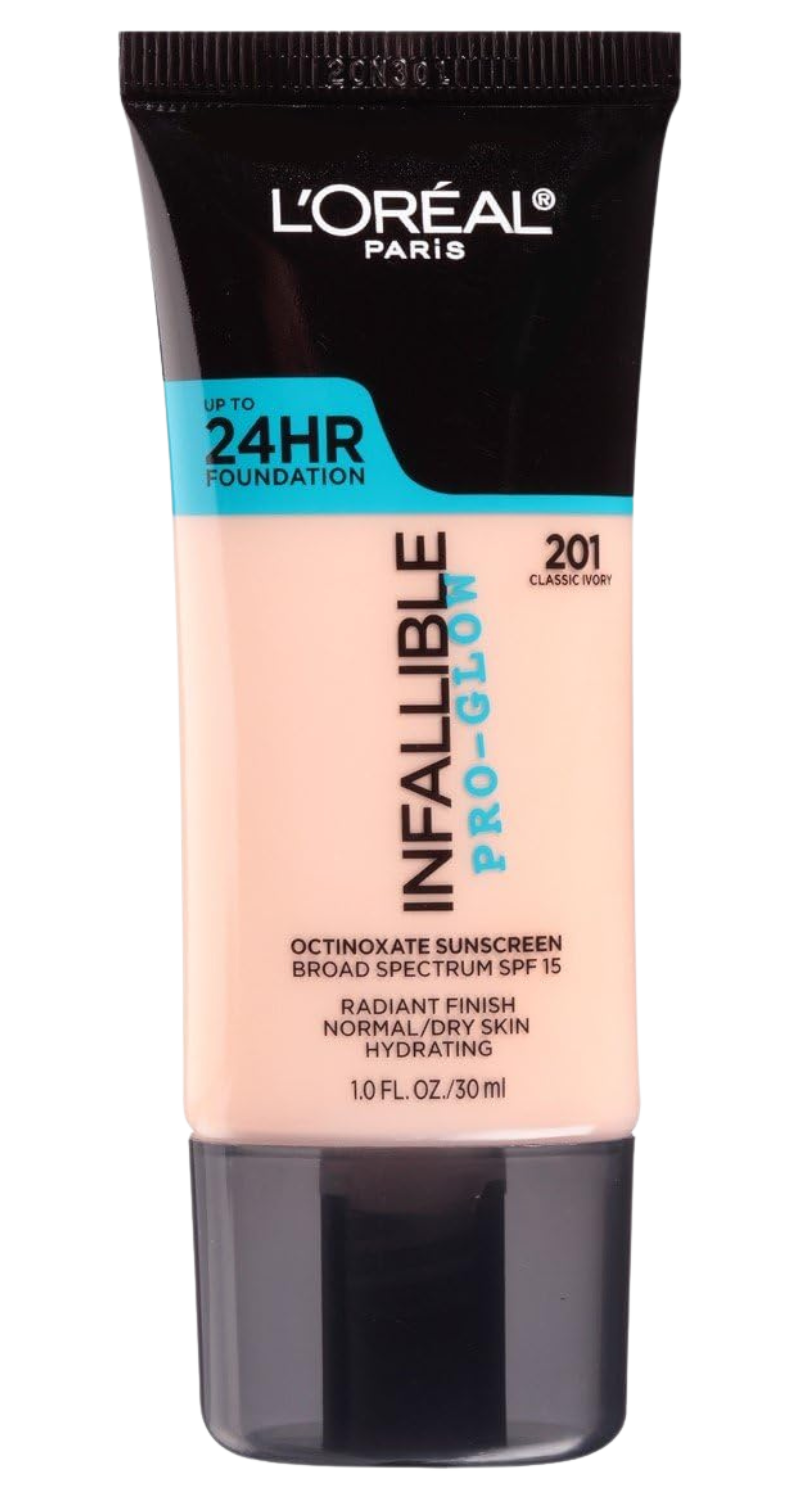 L'ORÉAL®
PARiS
UP TO
24HR
FOUNDATION
201
CLASSIC IVORY
INFALLIBLE
PRO-GLOW
OCTINOXATE SUNSCREEN
BROAD SPECTRUM SPF 15
RADIANT FINISH
NORMAL/DRY SKIN
HYDRATING
1.0 FL. OZ./30 ml